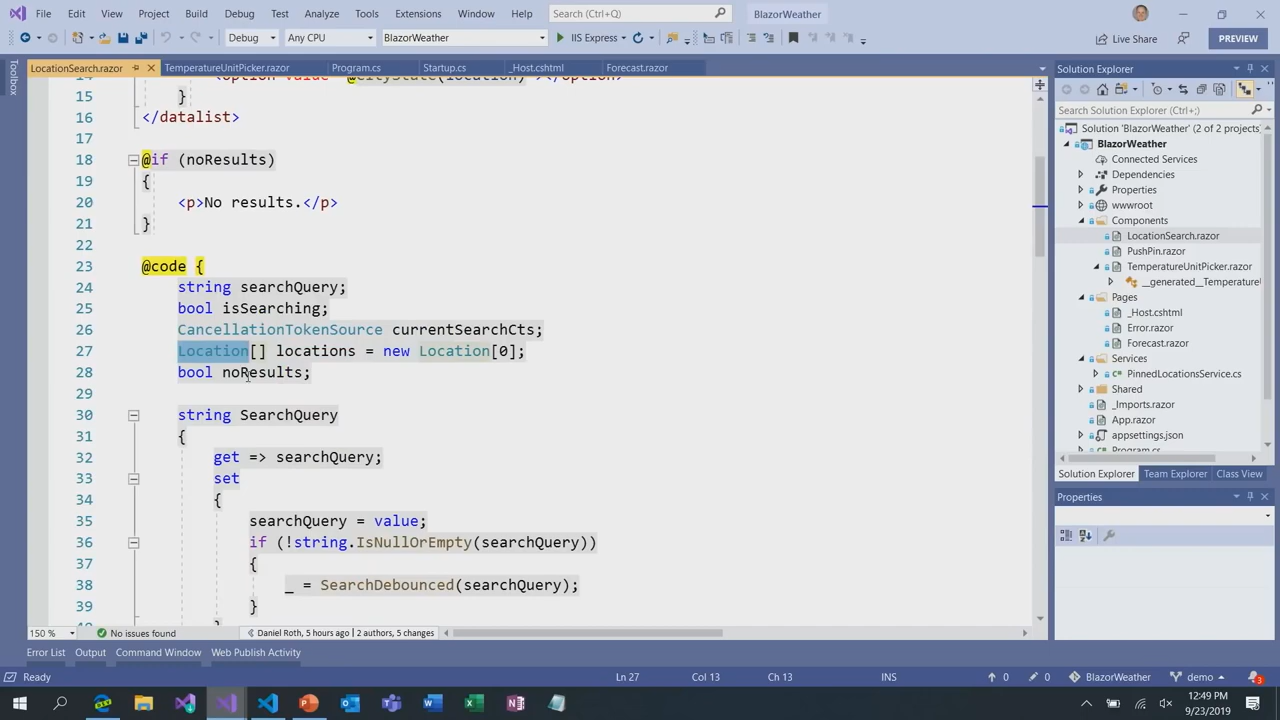 File Edit View Project Build Debug Test Analyze Tools Extensions Window Help Search (Ctrl+Q) BlazorWeather
Debug Any CPU BlazorWeather IIS Express Live Share PREVIEW
LocationSearch.razor TemperatureUnitPicker.razor Program.cs Startup.cs _Host.cshtml Forecast.razor
Toolbox
15 }
16 </datalist>
17
18 @if (noResults)
19 {
20 <p>No results.</p>
21 }
22
23 @code {
24 string searchQuery;
25 bool isSearching;
26 CancellationTokenSource currentSearchCts;
27 Location[] locations = new Location[0];
28 bool noResults;
29
30 string SearchQuery
31 {
32 get => searchQuery;
33 set
34 {
35 searchQuery = value;
36 if (!string.IsNullOrEmpty(searchQuery))
37 {
38 _ = SearchDebounced(searchQuery);
39 }
150 % No issues found Daniel Roth, 5 hours ago | 2 authors, 5 changes
Solution Explorer
Search Solution Explorer (Ctrl+;)
Solution 'BlazorWeather' (2 of 2 projects)
BlazorWeather
Connected Services
Dependencies
Properties
wwwroot
Components
LocationSearch.razor
PushPin.razor
TemperatureUnitPicker.razor
__generated__Temperature
Pages
_Host.cshtml
Error.razor
Forecast.razor
Services
PinnedLocationsService.cs
Shared
_Imports.razor
App.razor
appsettings.json
Program.cs
Solution Explorer Team Explorer Class View
Properties
Error List Output Command Window Web Publish Activity
Ready Ln 27 Col 13 Ch 13 INS 0 0 BlazorWeather demo 3
12:49 PM
9/23/2019